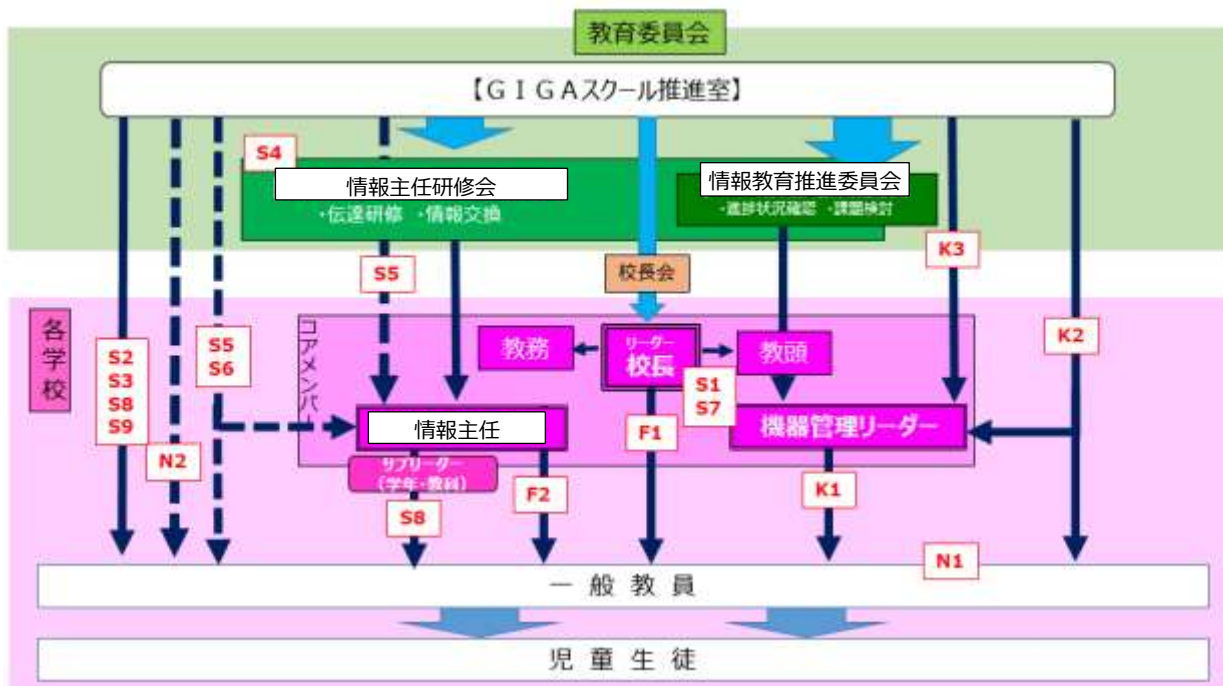 教育委員会
【ＧＩＧＡスクール推進室】
S4
情報主任研修会
・伝達研修 ・情報交換
情報教育推進委員会
・進捗状況確認 ・課題検討
S5
校長会
K3
各学校
コアメンバー
教務
リーダー
校長
教頭
K2
S2
S3
S8
S9
S5
S6
S1
S7
N2
情報主任
F1
機器管理リーダー
サブリーダー
(学年・教科)
F2
K1
S8
N1
一 般 教 員
児 童 生 徒